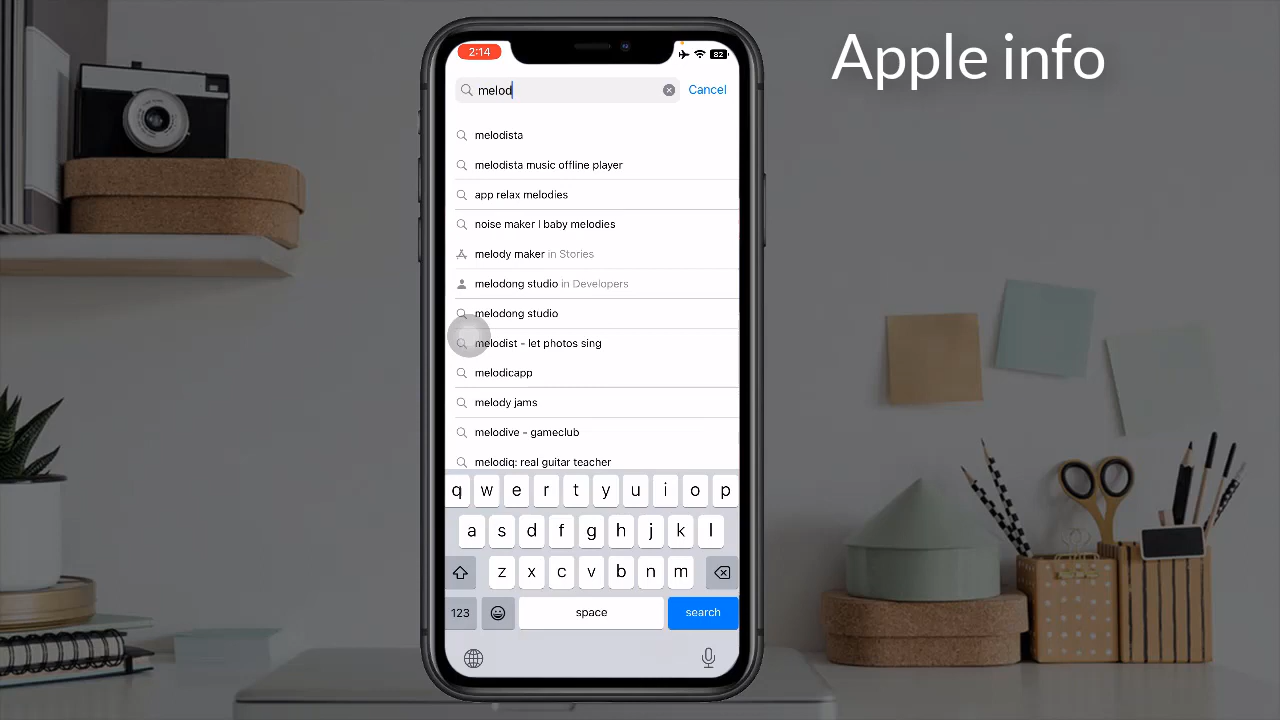 Apple info
2:14
82
melod
Cancel
melodista
melodista music offline player
app relax melodies
noise maker l baby melodies
melody maker in Stories
melodong studio in Developers
melodong studio
melodist - let photos sing
melodicapp
melody jams
melodive - gameclub
melodiq: real guitar teacher
q w e r t y u i o p
a s d f g h j k l
z x c v b n m
123 space search